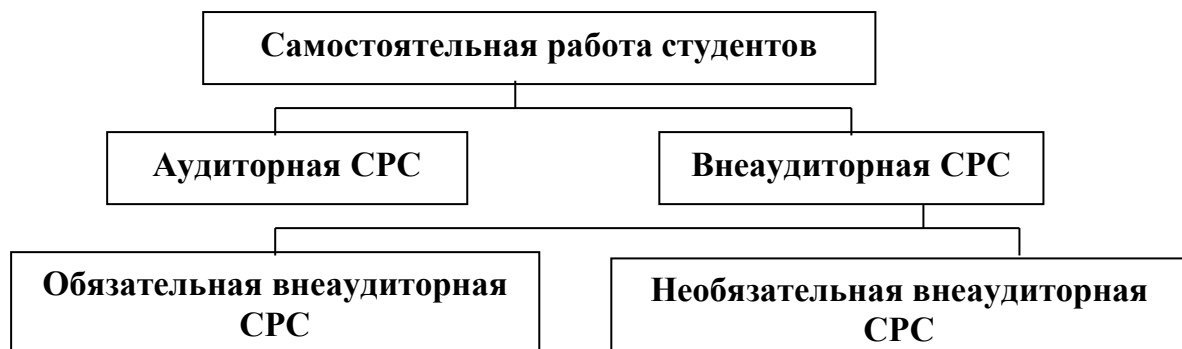 Самостоятельная работа студентов
Аудиторная СРС
Внеаудиторная СРС
Обязательная внеаудиторная
СРС
Необязательная внеаудиторная
СРС